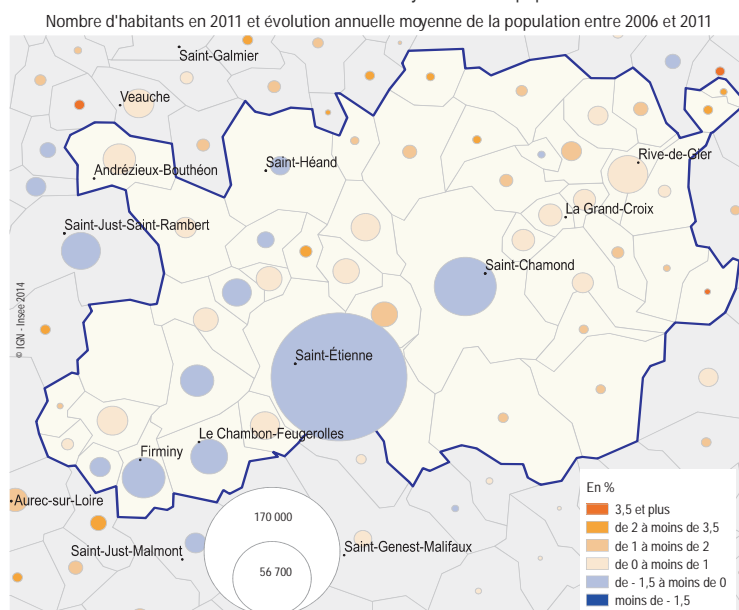 Nombre d'habitants en 2011 et évolution annuelle moyenne de la population entre 2006 et 2011
Saint-Galmier
Veauche
Andrézieux-Bouthéon
Saint-Héand
Rive-de-Gier
La Grand-Croix
Saint-Just-Saint-Rambert
Saint-Chamond
© IGN - Insee 2014
Saint-Étienne
Le Chambon-Feugerolles
Firminy
Aurec-sur-Loire
Saint-Just-Malmont
Saint-Genest-Malifaux
170 000
56 700
En %
3,5 et plus
de 2 à moins de 3,5
de 1 à moins de 2
de 0 à moins de 1
de - 1,5 à moins de 0
moins de - 1,5